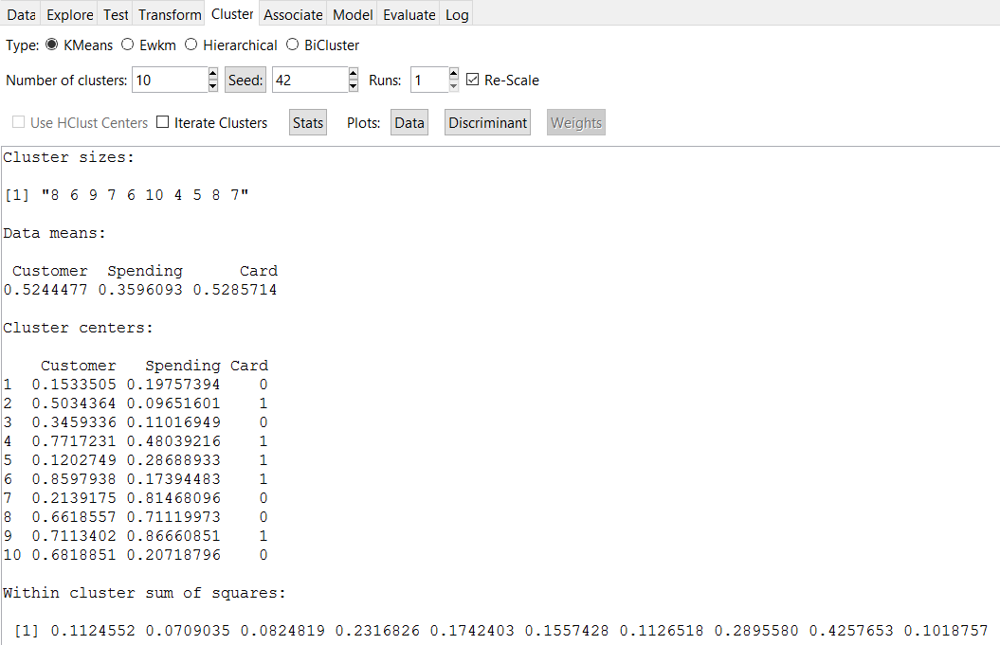 Data Explore Test Transform Cluster Associate Model Evaluate Log
Type: KMeans Ewkm Hierarchical BiCluster
Number of clusters: 10 Seed: 42 Runs: 1 Re-Scale
Use HClust Centers Iterate Clusters Stats Plots: Data Discriminant Weights
Cluster sizes:
[1] "8 6 9 7 6 10 4 5 8 7"
Data means:
Customer Spending Card
0.5244477 0.3596093 0.5285714
Cluster centers:
Customer Spending Card
1 0.1533505 0.19757394 0
2 0.5034364 0.09651601 1
3 0.3459336 0.11016949 0
4 0.7717231 0.48039216 1
5 0.1202749 0.28688933 1
6 0.8597938 0.17394483 1
7 0.2139175 0.81468096 0
8 0.6618557 0.71119973 0
9 0.7113402 0.86660851 1
10 0.6818851 0.20718796 0
Within cluster sum of squares:
[1] 0.1124552 0.0709035 0.0824819 0.2316826 0.1742403 0.1557428 0.1126518 0.2895580 0.4257653 0.1018757